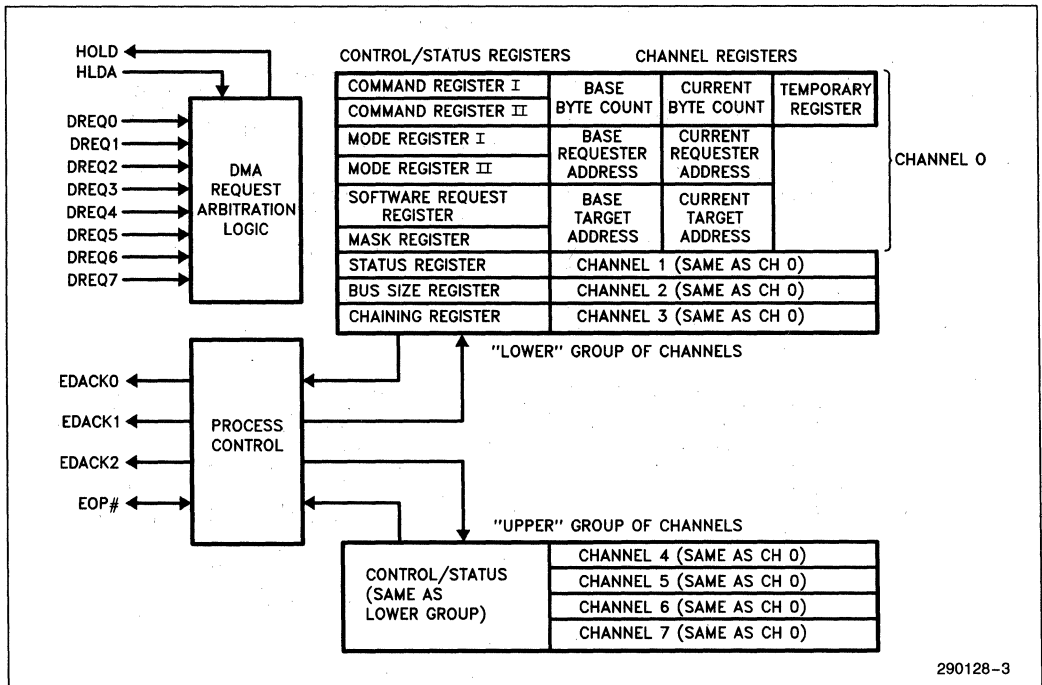 HOLD
HLDA
DREQ0
DREQ1
DREQ2
DREQ3
DREQ4
DREQ5
DREQ6
DREQ7
DMA
REQUEST
ARBITRATION
LOGIC
CONTROL/STATUS REGISTERS
CHANNEL REGISTERS
COMMAND REGISTER I
COMMAND REGISTER II
MODE REGISTER I
MODE REGISTER II
SOFTWARE REQUEST
REGISTER
MASK REGISTER
STATUS REGISTER
BUS SIZE REGISTER
CHAINING REGISTER
BASE
BYTE COUNT
CURRENT
BYTE COUNT
TEMPORARY
REGISTER
BASE
REQUESTER
ADDRESS
CURRENT
REQUESTER
ADDRESS
BASE
TARGET
ADDRESS
CURRENT
TARGET
ADDRESS
CHANNEL 0
CHANNEL 1 (SAME AS CH 0)
CHANNEL 2 (SAME AS CH 0)
CHANNEL 3 (SAME AS CH 0)
"LOWER" GROUP OF CHANNELS
EDACK0
EDACK1
EDACK2
EOP#
PROCESS
CONTROL
"UPPER" GROUP OF CHANNELS
CONTROL/STATUS
(SAME AS
LOWER GROUP)
CHANNEL 4 (SAME AS CH 0)
CHANNEL 5 (SAME AS CH 0)
CHANNEL 6 (SAME AS CH 0)
CHANNEL 7 (SAME AS CH 0)
290128-3